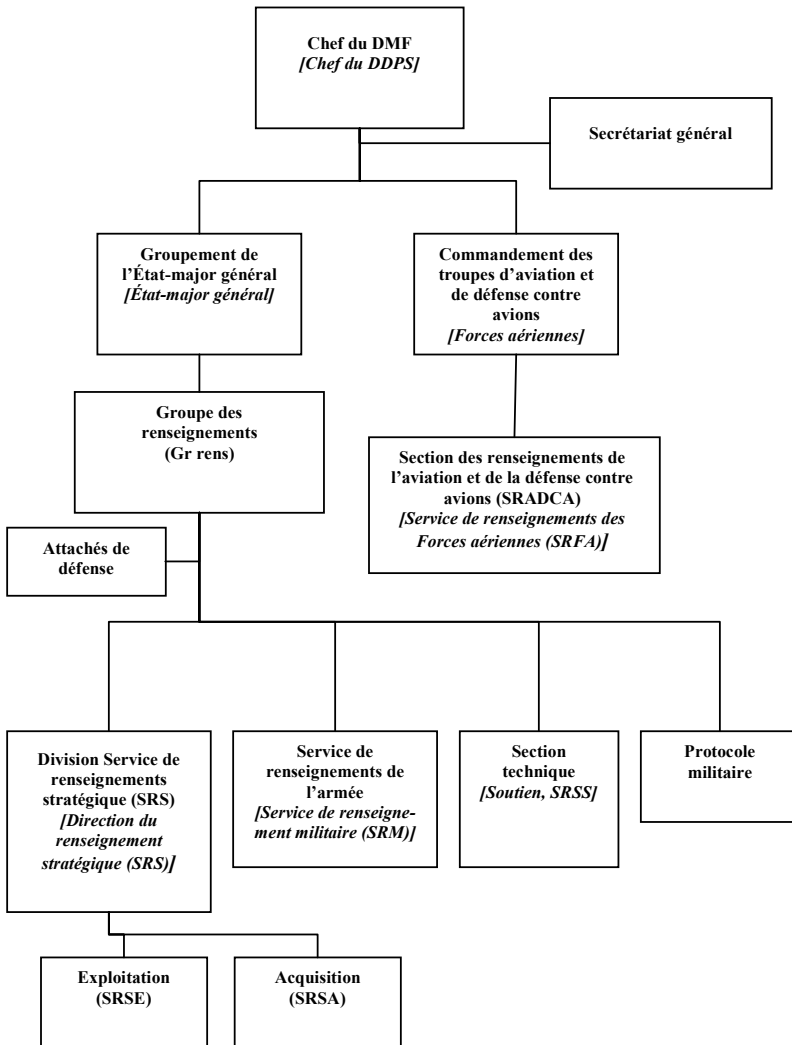 Chef du DMF
[Chef du DDPS]
Secrétariat général
Groupement de
l’État-major général
[État-major général]
Commandement des
troupes d’aviation et
de défense contre
avions
[Forces aériennes]
Groupe des
renseignements
(Gr rens)
Section des renseignements de
l’aviation et de la défense contre
avions (SRADCA)
[Service de renseignements des
Forces aériennes (SRFA)]
Attachés de
défense
Division Service de
renseignements
stratégique (SRS)
[Direction du
renseignement
stratégique (SRS)]
Service de
renseignements de
l’armée
[Service de renseigne-
ment militaire (SRM)]
Section
technique
[Soutien, SRSS]
Protocole
militaire
Exploitation
(SRSE)
Acquisition
(SRSA)